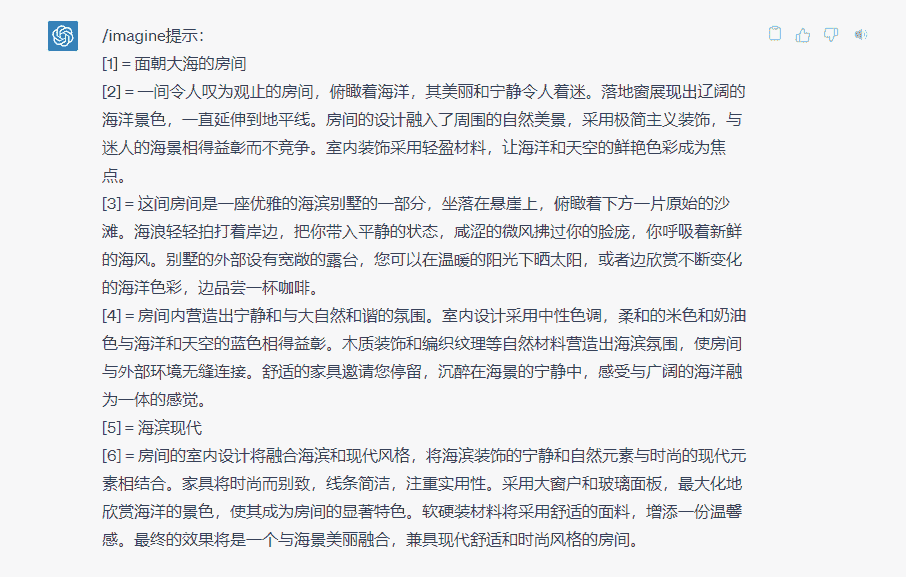 /imagine提示：
[1] = 面朝大海的房间
[2] = 一间令人叹为观止的房间，俯瞰着海洋，其美丽和宁静令人着迷。落地窗展现出辽阔的
海洋景色，一直延伸到地平线。房间的设计融入了周围的自然美景，采用极简主义装饰，与
迷人的海景相得益彰而不竞争。室内装饰采用轻盈材料，让海洋和天空的鲜艳色彩成为焦
点。
[3] = 这间房间是一座优雅的海滨别墅的一部分，坐落在悬崖上，俯瞰着下方一片原始的沙
滩。海浪轻轻拍打着岸边，把你带入平静的状态，咸涩的微风拂过你的脸庞，你呼吸着新鲜
的海风。别墅的外部设有宽敞的露台，您可以在温暖的阳光下晒太阳，或者边欣赏不断变化
的海洋色彩，边品尝一杯咖啡。
[4] = 房间内营造出宁静和与大自然和谐的氛围。室内设计采用中性色调，柔和的米色和奶油
色与海洋和天空的蓝色相得益彰。木质装饰和编织纹理等自然材料营造出海滨氛围，使房间
与外部环境无缝连接。舒适的家具邀请您停留，沉醉在海景的宁静中，感受与广阔的海洋融
为一体的感觉。
[5] = 海滨现代
[6] = 房间的室内设计将融合海滨和现代风格，将海滨装饰的宁静和自然元素与时尚的现代元
素相结合。家具将时尚而别致，线条简洁，注重实用性。采用大窗户和玻璃面板，最大化地
欣赏海洋的景色，使其成为房间的显著特色。软硬装材料将采用舒适的面料，增添一份温馨
感。最终的效果将是一个与海景美丽融合，兼具现代舒适和时尚风格的房间。